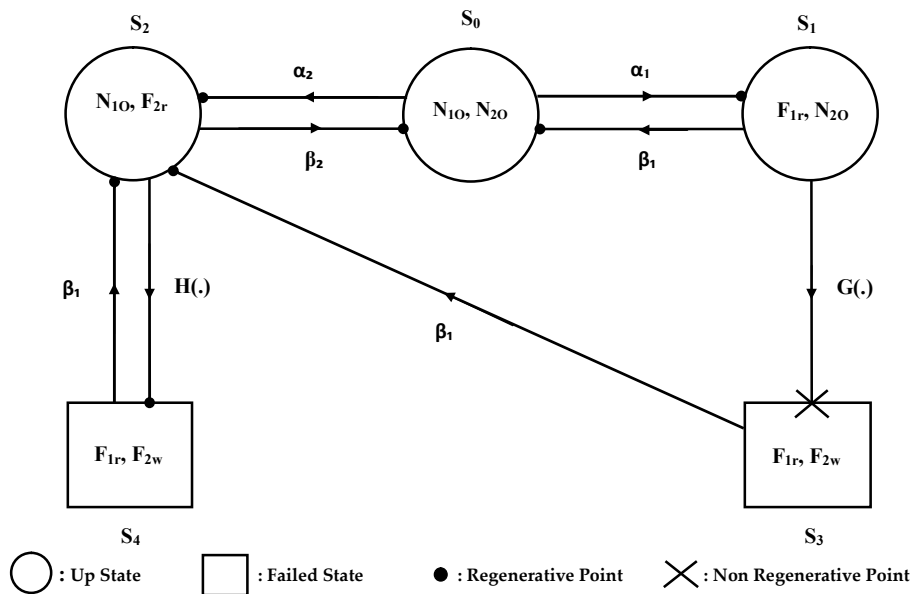 S₂
S₀
S₁
α₂
α₁
N₁O, F₂r
N₁O, N₂O
F₁r, N₂O
β₂
β₁
β₁
H(.)
β₁
G(.)
F₁r, F₂w
F₁r, F₂w
S₄
S₃
: Up State
: Failed State
: Regenerative Point
: Non Regenerative Point